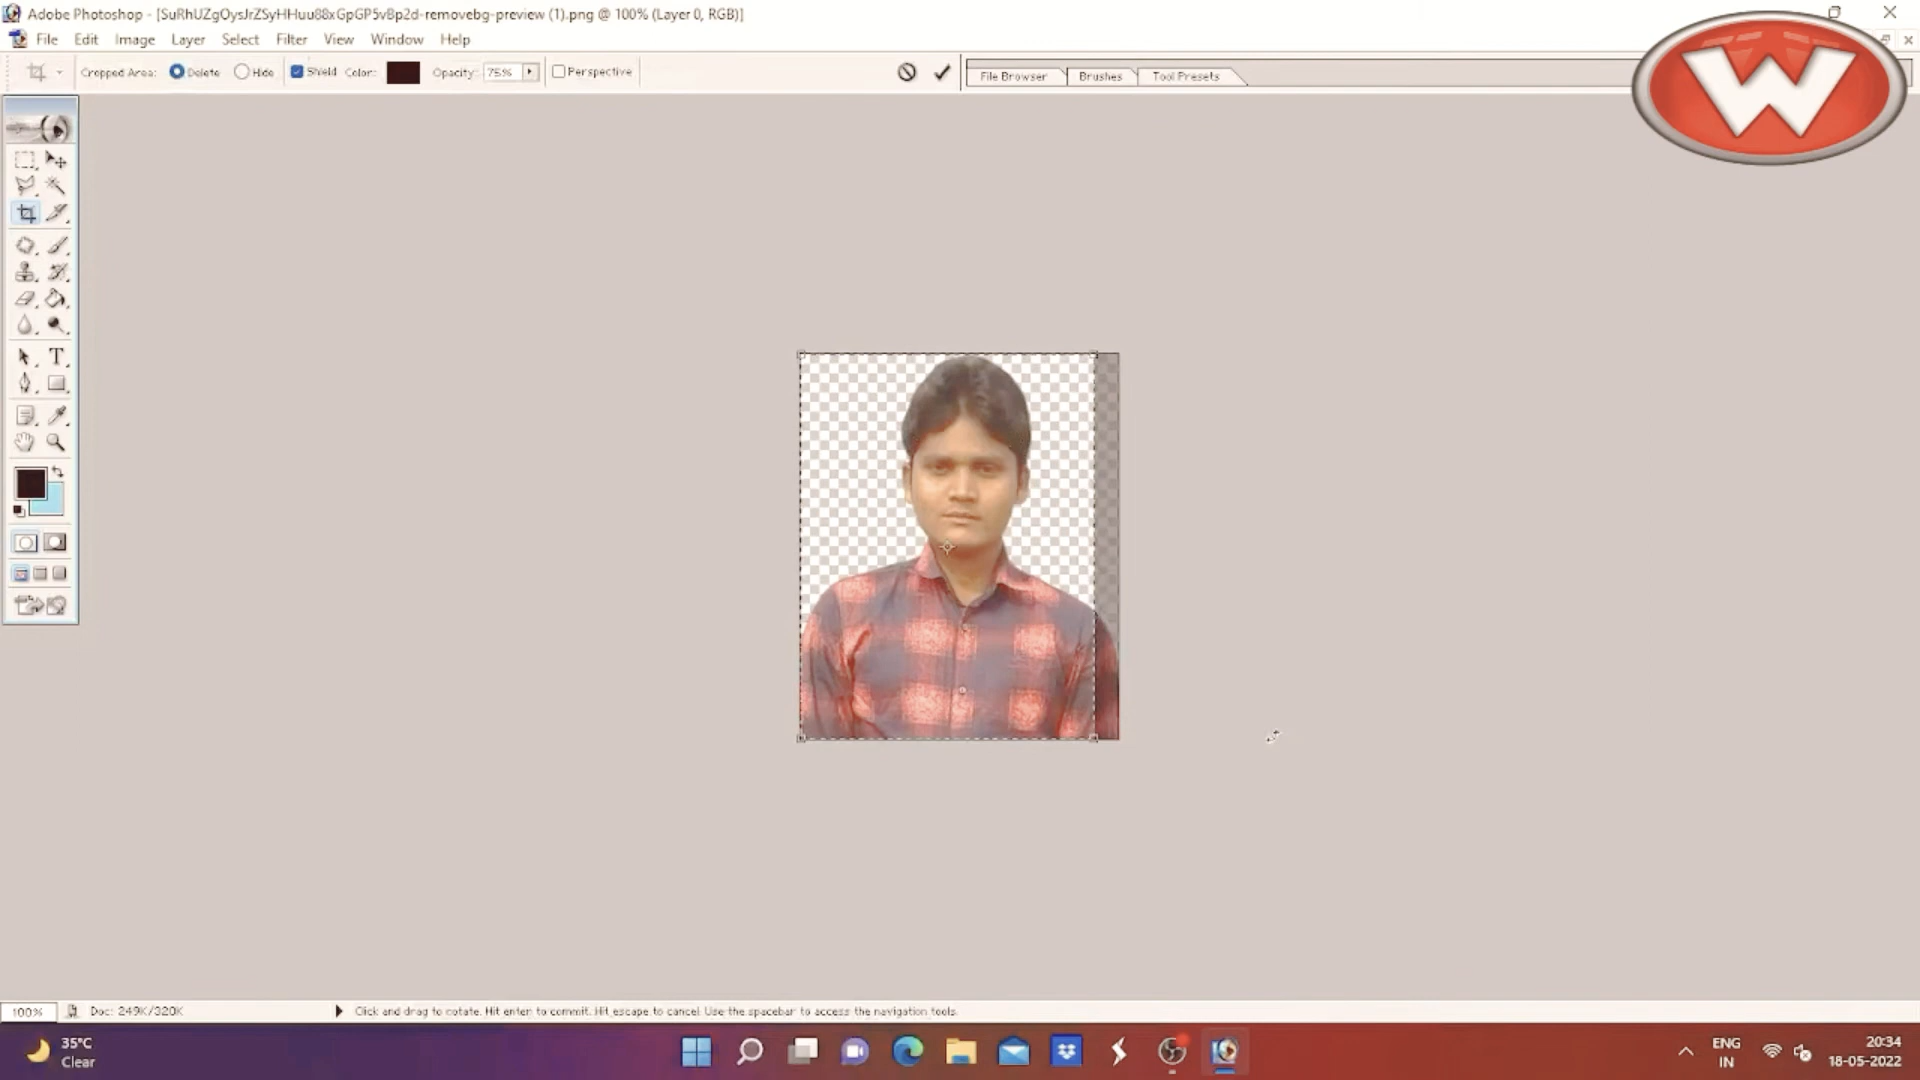 Adobe Photoshop - [SuRhUZgOysJrZSyHHuu88xGpGP5vBp2d-removebg-preview (1).png @ 100% (Layer 0, RGB)]
File Edit Image Layer Select Filter View Window Help
Cropped Area: Delete Hide Shield Color: Opacity: 75% Perspective File Browser Brushes Tool Presets
W
T
100% Doc: 249K/320K Click and drag to rotate. Hit enter to commit. Hit escape to cancel. Use the spacebar to access the navigation tools.
35°C
Clear
ENG
IN
20:34
18-05-2022